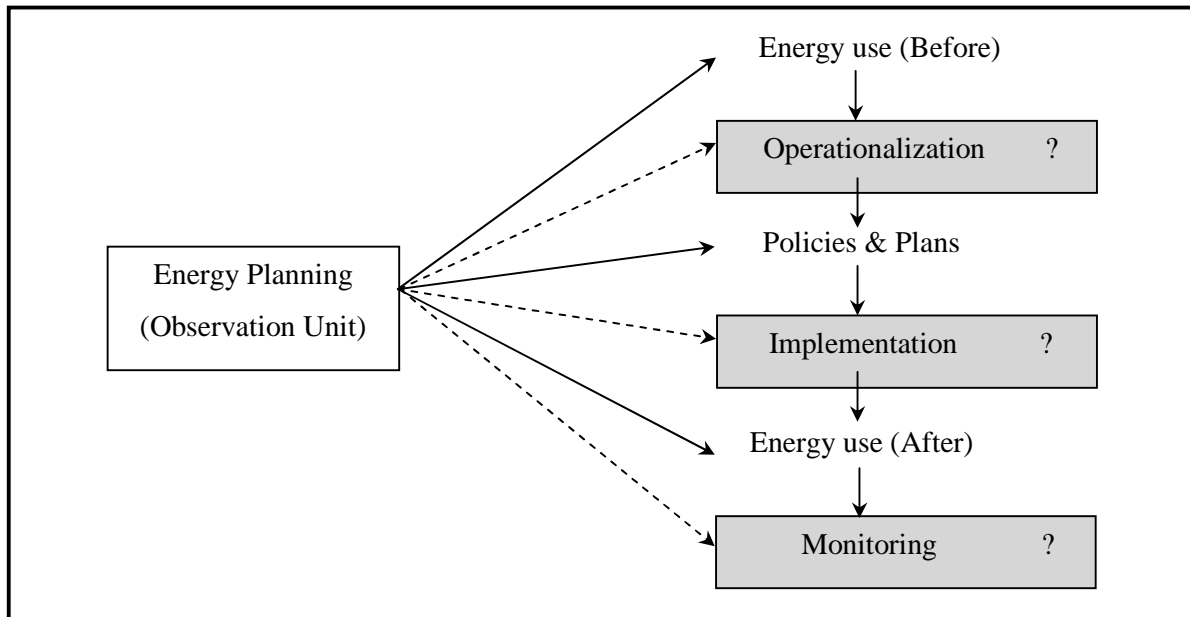 Energy use (Before)
Operationalization ?
Policies & Plans
Energy Planning
(Observation Unit)
Implementation ?
Energy use (After)
Monitoring ?